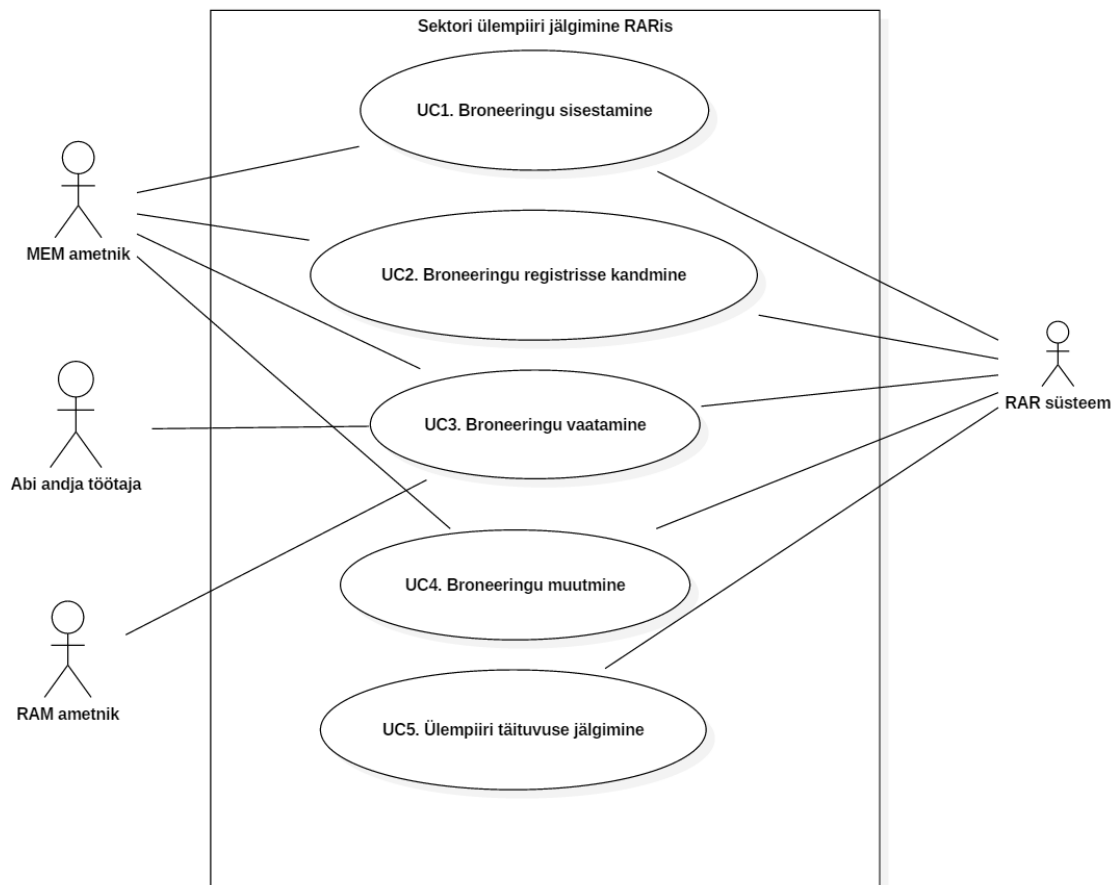 Sektori ülempiiri jälgimine RARis
UC1. Broneeringu sisestamine
MEM ametnik
UC2. Broneeringu registrisse kandmine
RAR süsteem
UC3. Broneeringu vaatamine
Abi andja töötaja
UC4. Broneeringu muutmine
RAM ametnik
UC5. Ülempiiri täituvuse jälgimine